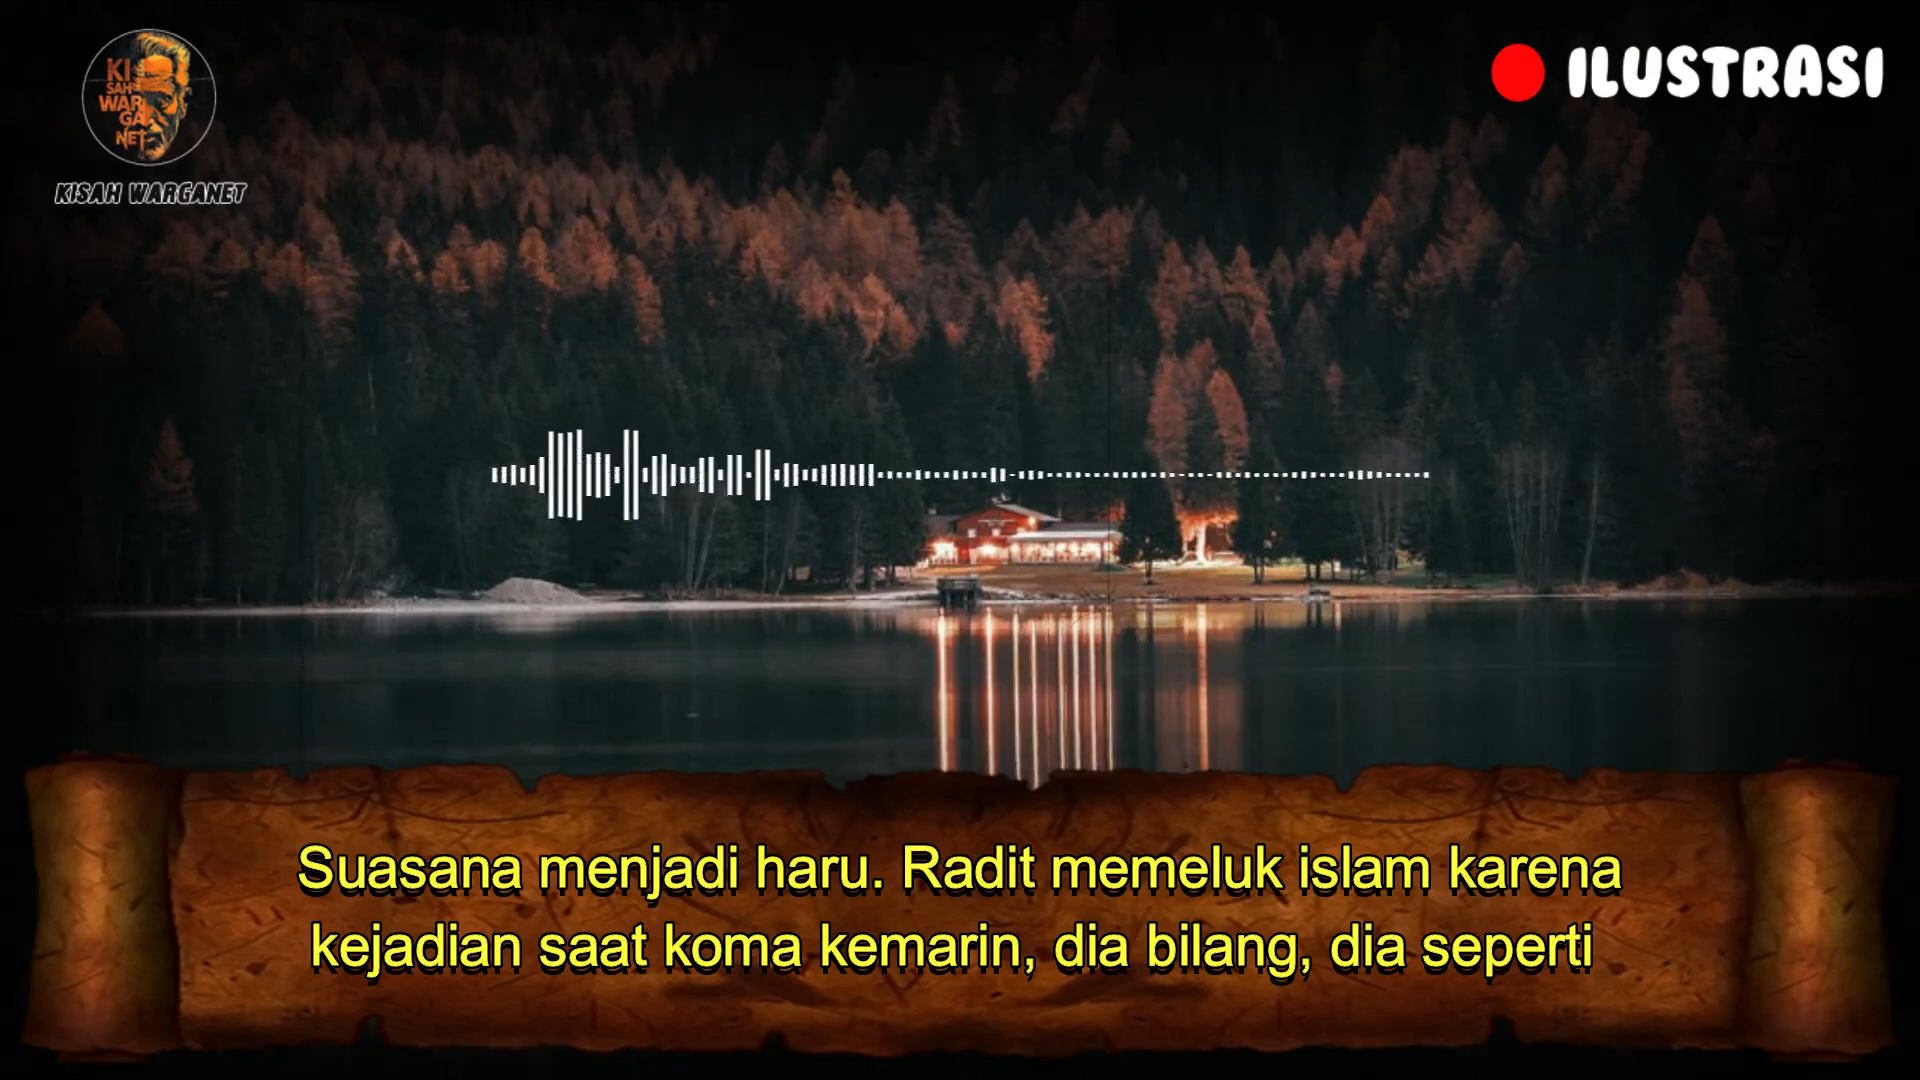 KI
SAH
WAR
GA
NET
KISAH WARGANET
ILUSTRASI
Suasana menjadi haru. Radit memeluk islam karena
kejadian saat koma kemarin, dia bilang, dia seperti